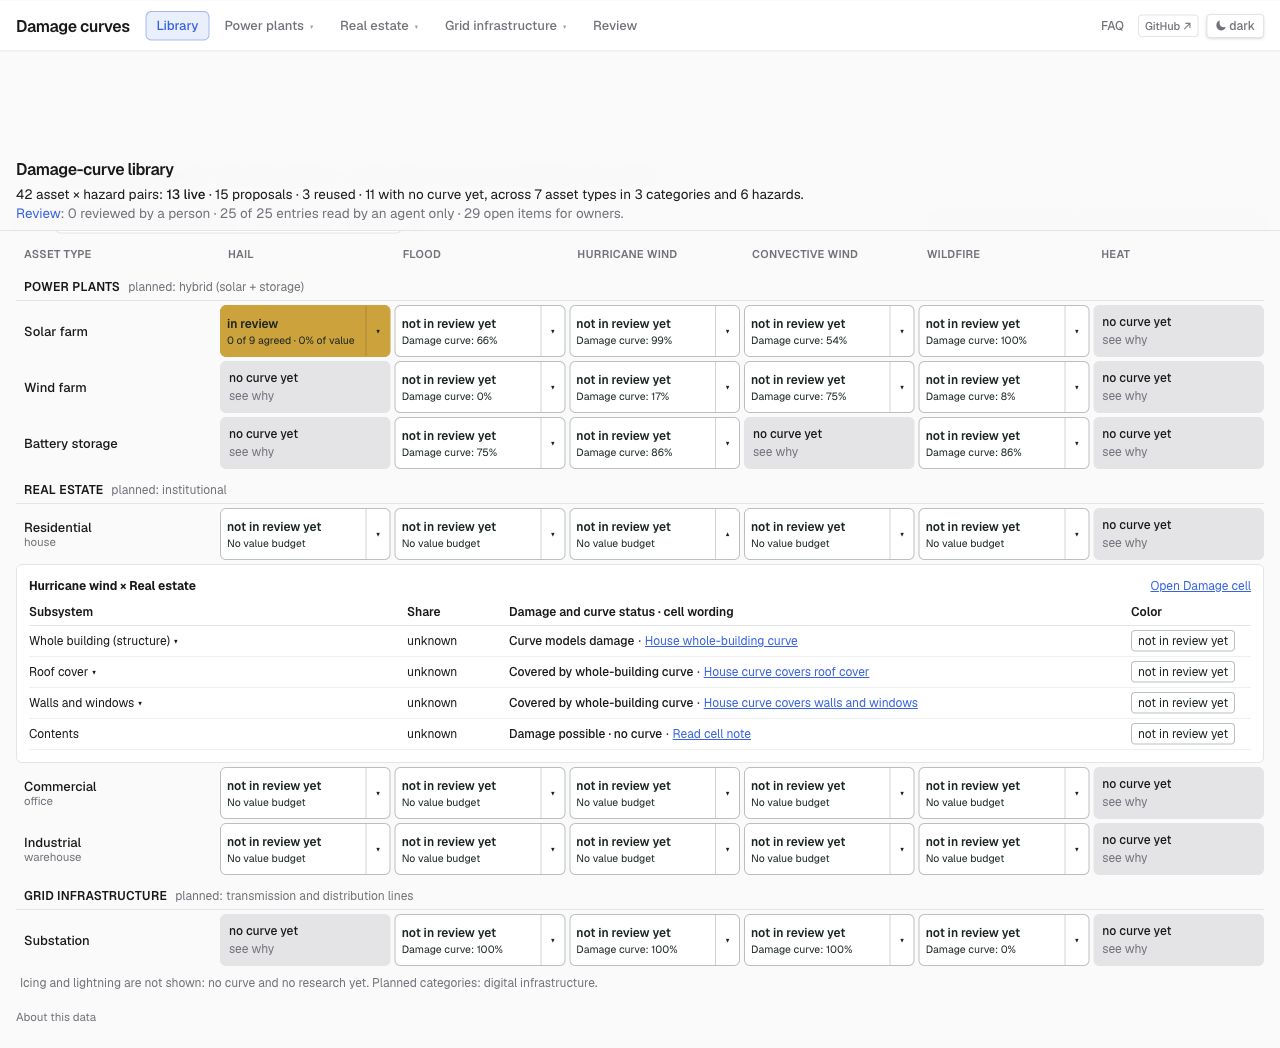 Damage curves Library Power plants Real estate Grid infrastructure Review FAQ GitHub ↗ dark
Damage-curve library
42 asset × hazard pairs: 13 live · 15 proposals · 3 reused · 11 with no curve yet, across 7 asset types in 3 categories and 6 hazards.
Review: 0 reviewed by a person · 25 of 25 entries read by an agent only · 29 open items for owners.
ASSET TYPE HAIL FLOOD HURRICANE WIND CONVECTIVE WIND WILDFIRE HEAT
POWER PLANTS planned: hybrid (solar + storage)
Solar farm
in review
0 of 9 agreed · 0% of value
not in review yet
Damage curve: 66%
not in review yet
Damage curve: 99%
not in review yet
Damage curve: 54%
not in review yet
Damage curve: 100%
no curve yet
see why
Wind farm
no curve yet
see why
not in review yet
Damage curve: 0%
not in review yet
Damage curve: 17%
not in review yet
Damage curve: 75%
not in review yet
Damage curve: 8%
no curve yet
see why
Battery storage
no curve yet
see why
not in review yet
Damage curve: 75%
not in review yet
Damage curve: 86%
no curve yet
see why
not in review yet
Damage curve: 86%
no curve yet
see why
REAL ESTATE planned: institutional
Residential
house
not in review yet
No value budget
not in review yet
No value budget
not in review yet
No value budget
not in review yet
No value budget
not in review yet
No value budget
no curve yet
see why
Hurricane wind × Real estate Open Damage cell
Subsystem Share Damage and curve status · cell wording Color
Whole building (structure) unknown Curve models damage · House whole-building curve not in review yet
Roof cover unknown Covered by whole-building curve · House curve covers roof cover not in review yet
Walls and windows unknown Covered by whole-building curve · House curve covers walls and windows not in review yet
Contents unknown Damage possible · no curve · Read cell note not in review yet
Commercial
office
not in review yet
No value budget
not in review yet
No value budget
not in review yet
No value budget
not in review yet
No value budget
not in review yet
No value budget
no curve yet
see why
Industrial
warehouse
not in review yet
No value budget
not in review yet
No value budget
not in review yet
No value budget
not in review yet
No value budget
not in review yet
No value budget
no curve yet
see why
GRID INFRASTRUCTURE planned: transmission and distribution lines
Substation
no curve yet
see why
not in review yet
Damage curve: 100%
not in review yet
Damage curve: 100%
not in review yet
Damage curve: 100%
not in review yet
Damage curve: 0%
no curve yet
see why
Icing and lightning are not shown: no curve and no research yet. Planned categories: digital infrastructure.
About this data